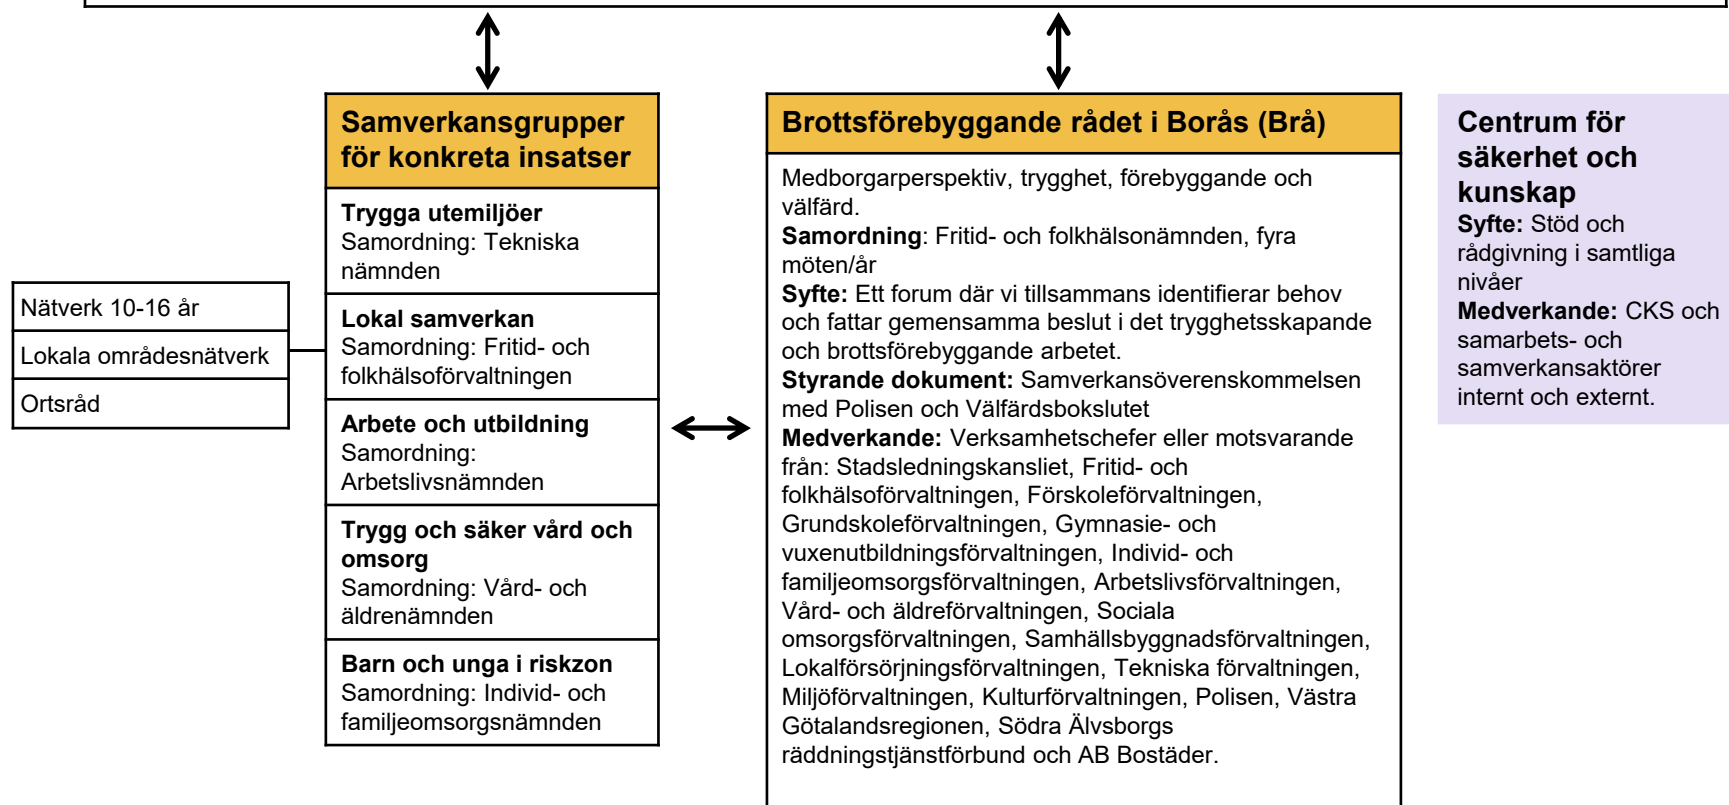 Nätverk 10-16 år
Lokala områdesnätverk
Ortsråd
Samverkansgrupper
för konkreta insatser
Trygga utemiljöer
Samordning: Tekniska
nämnden
Lokal samverkan
Samordning: Fritid- och
folkhälsoförvaltningen
Arbete och utbildning
Samordning:
Arbetslivsnämnden
Trygg och säker vård och
omsorg
Samordning: Vård- och
äldrenämnden
Barn och unga i riskzon
Samordning: Individ- och
familjeomsorgsnämnden
Brottsförebyggande rådet i Borås (Brå)
Medborgarperspektiv, trygghet, förebyggande och
välfärd.
Samordning: Fritid- och folkhälsonämnden, fyra
möten/år
Syfte: Ett forum där vi tillsammans identifierar behov
och fattar gemensamma beslut i det trygghetsskapande
och brottsförebyggande arbetet.
Styrande dokument: Samverkansöverenskommelsen
med Polisen och Välfärdsbokslutet
Medverkande: Verksamhetschefer eller motsvarande
från: Stadsledningskansliet, Fritid- och
folkhälsoförvaltningen, Förskoleförvaltningen,
Grundskoleförvaltningen, Gymnasie- och
vuxenutbildningsförvaltningen, Individ- och
familjeomsorgsförvaltningen, Arbetslivsförvaltningen,
Vård- och äldreförvaltningen, Sociala
omsorgsförvaltningen, Samhällsbyggnadsförvaltningen,
Lokalförsörjningsförvaltningen, Tekniska förvaltningen,
Miljöförvaltningen, Kulturförvaltningen, Polisen, Västra
Götalandsregionen, Södra Älvsborgs
räddningstjänstförbund och AB Bostäder.
Centrum för
säkerhet och
kunskap
Syfte: Stöd och
rådgivning i samtliga
nivåer
Medverkande: CKS och
samarbets- och
samverkansaktörer
internt och externt.